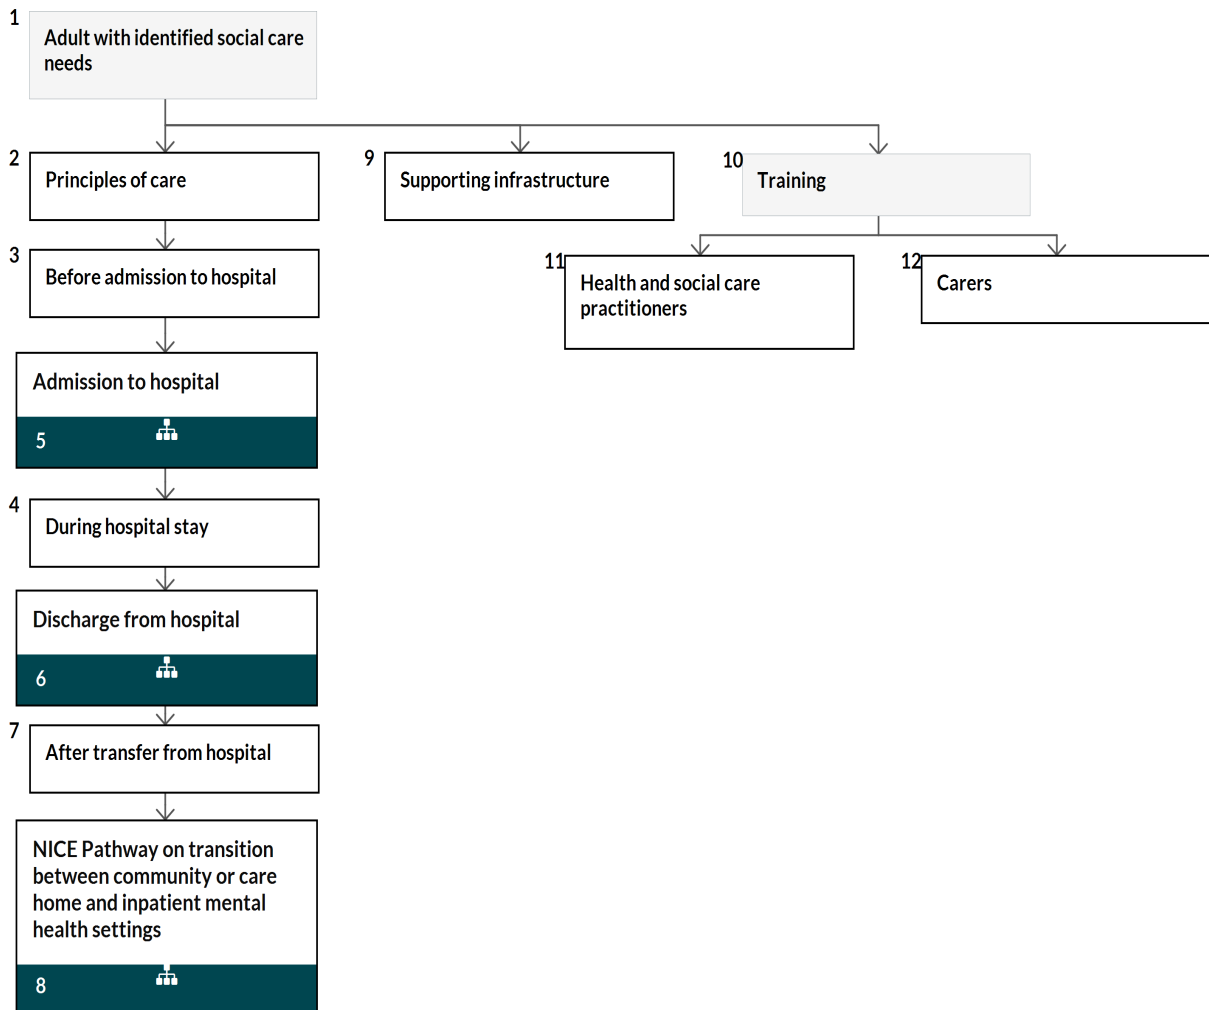 1
Adult with identified social care
needs
2
Principles of care
9
Supporting infrastructure
10
Training
3
Before admission to hospital
11
Health and social care
practitioners
12
Carers
Admission to hospital
5
4
During hospital stay
Discharge from hospital
6
7
After transfer from hospital
NICE Pathway on transition
between community or care
home and inpatient mental
health settings
8